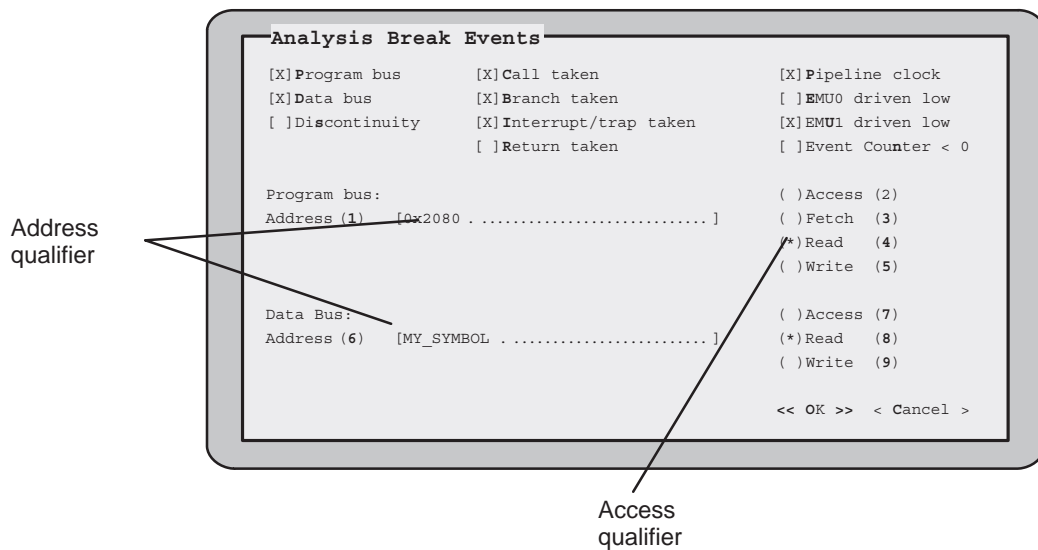 Analysis Break Events
[X]Program bus [X]Call taken [X]Pipeline clock
[X]Data bus [X]Branch taken [ ]EMU0 driven low
[ ]Discontinuity [X]Interrupt/trap taken [X]EMU1 driven low
[ ]Return taken [ ]Event Counter < 0
Program bus: ( )Access (2)
Address (1) [0x2080 . ............................. ] ( )Fetch (3)
(*)Read (4)
( )Write (5)
Data Bus: ( )Access (7)
Address (6) [MY_SYMBOL . ......................... ] (*)Read (8)
( )Write (9)
<< OK >> < Cancel >
Address
qualifier
Access
qualifier